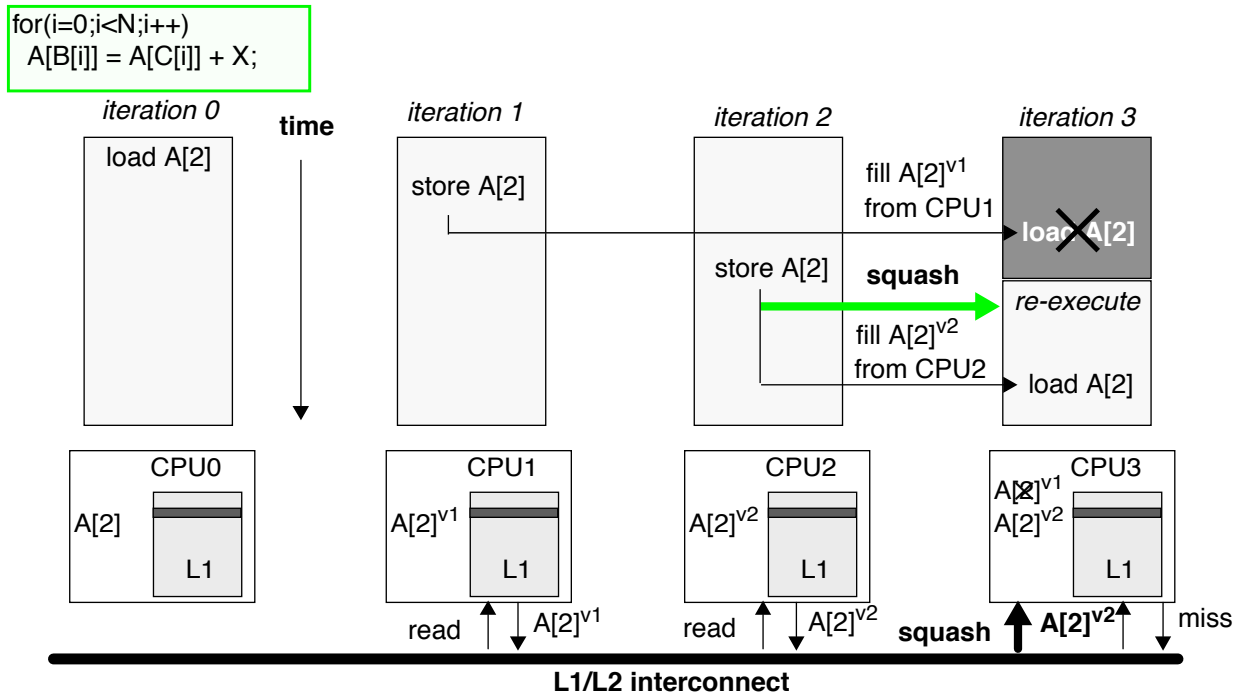 for(i=0;i<N;i++)
A[B[i]] = A[C[i]] + X;
iteration 0
time
iteration 1
iteration 2
iteration 3
load A[2]
store A[2]
fill A[2]v1
from CPU1
load A[2]
store A[2]
squash
re-execute
fill A[2]v2
from CPU2
load A[2]
CPU0
A[2]
L1
CPU1
A[2]v1
L1
CPU2
A[2]v2
L1
CPU3
A[2]v1
A[2]v2
L1
read
A[2]v1
read
A[2]v2
squash
A[2]v2
miss
L1/L2 interconnect